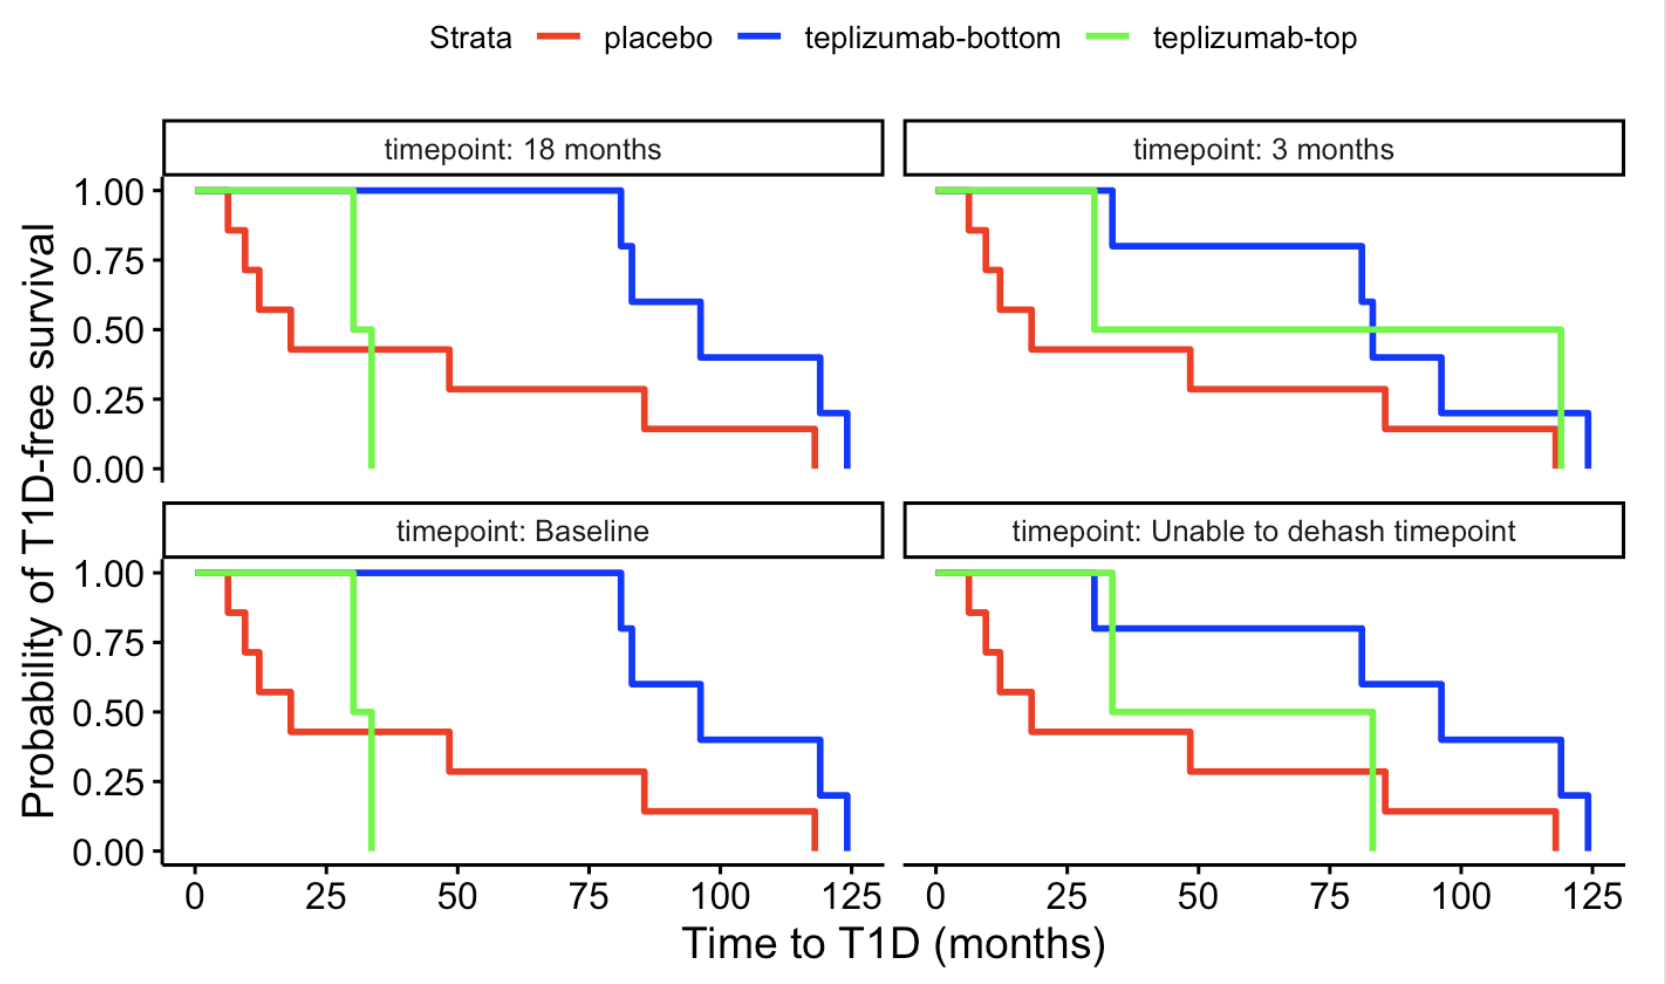 Strata placebo teplizumab-bottom teplizumab-top
timepoint: 18 months
timepoint: 3 months
1.00
0.75
0.50
0.25
0.00
timepoint: Baseline
timepoint: Unable to dehash timepoint
1.00
0.75
0.50
0.25
0.00
Probability of T1D-free survival
0 25 50 75 100 125
0 25 50 75 100 125
Time to T1D (months)